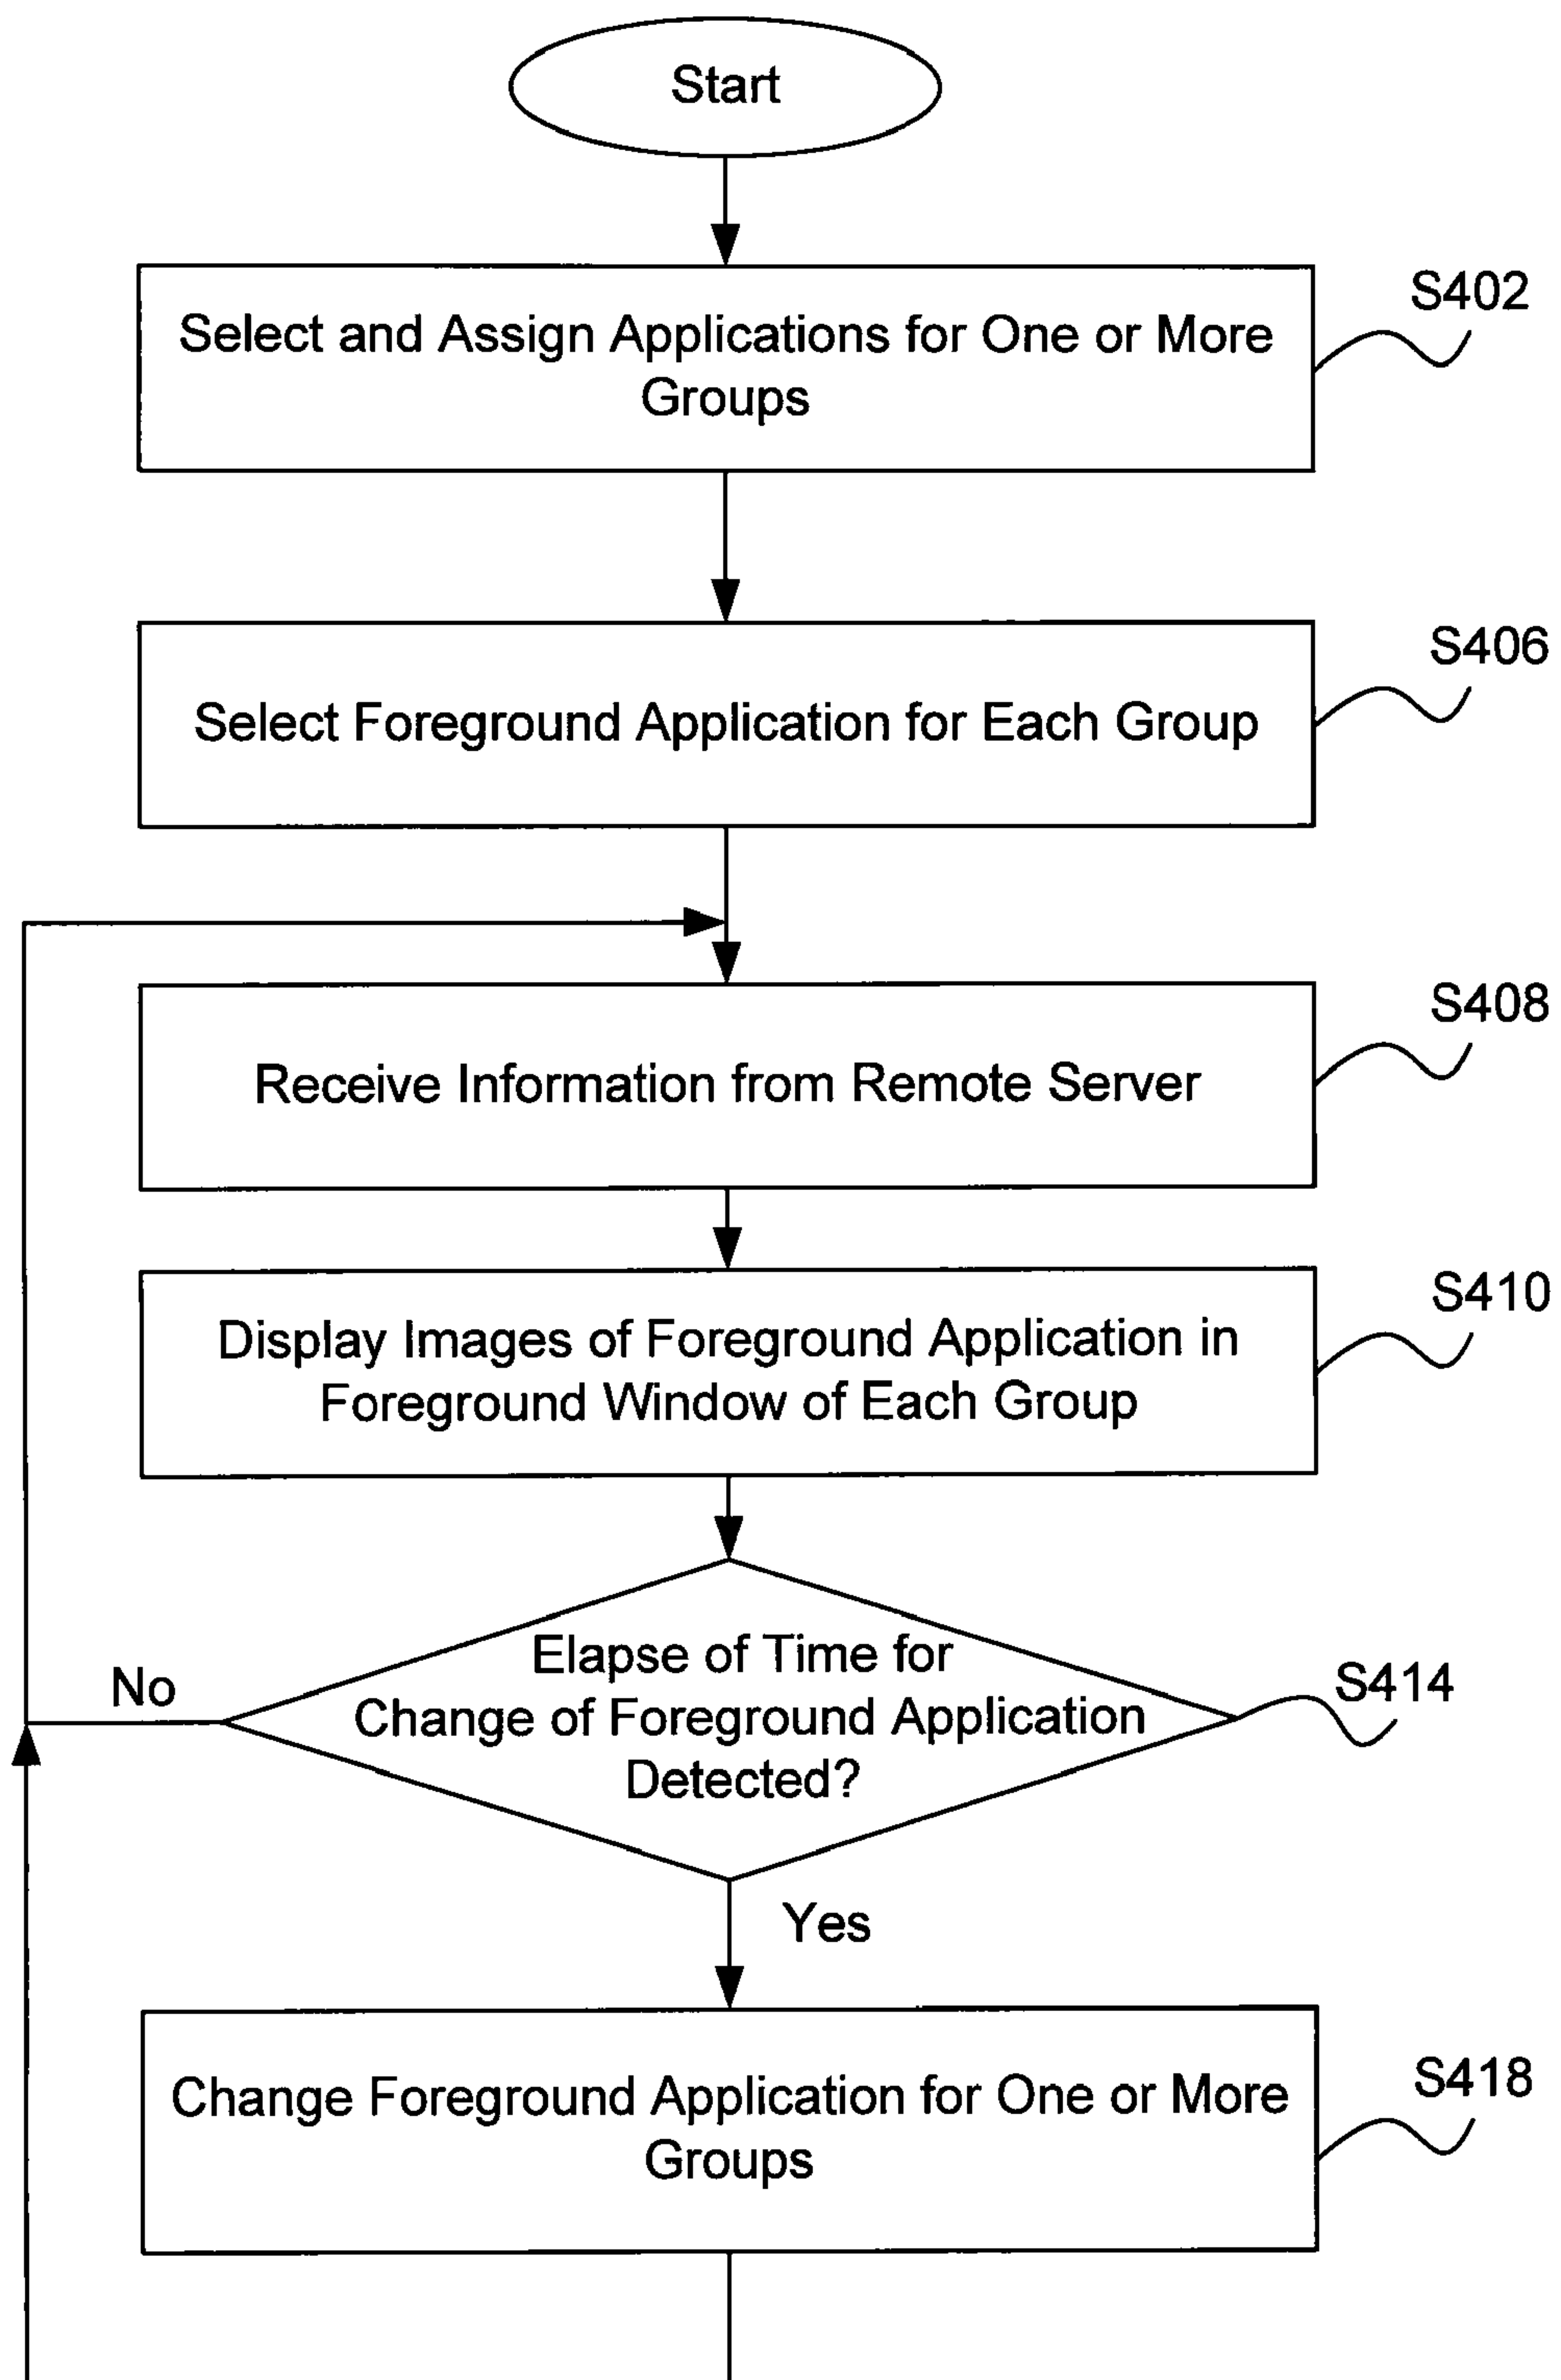 Start
S402
Select and Assign Applications for One or More
Groups
S406
Select Foreground Application for Each Group
S408
Receive Information from Remote Server
S410
Display Images of Foreground Application in
Foreground Window of Each Group
Elapse of Time for
Change of Foreground Application
Detected?
S414
No
Yes
S418
Change Foreground Application for One or More
Groups